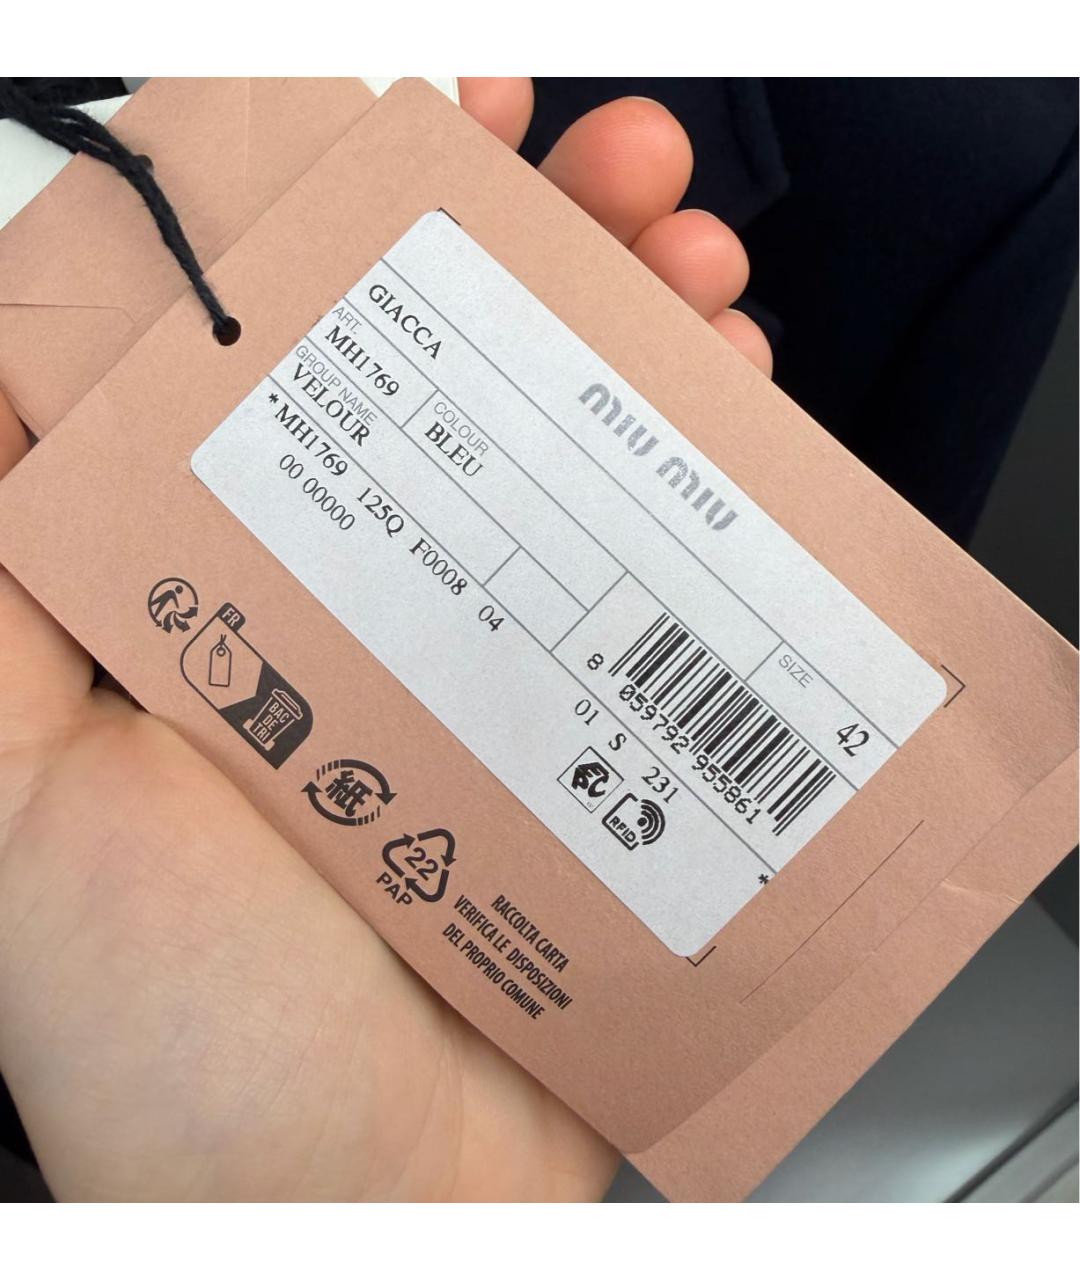 MIU MIU
GIACCA
SIZE
42
ART.
MH1769
COLOUR
BLEU
GROUP NAME
VELOUR
8 059792 955861
*MH1769 125Q F0008 04 01 S 231 *
00 00000
EPC
RFID
FR
BAC
DE
TRI
紙
22
PAP
RACCOLTA CARTA
VERIFICA LE DISPOSIZIONI
DEL PROPRIO COMUNE